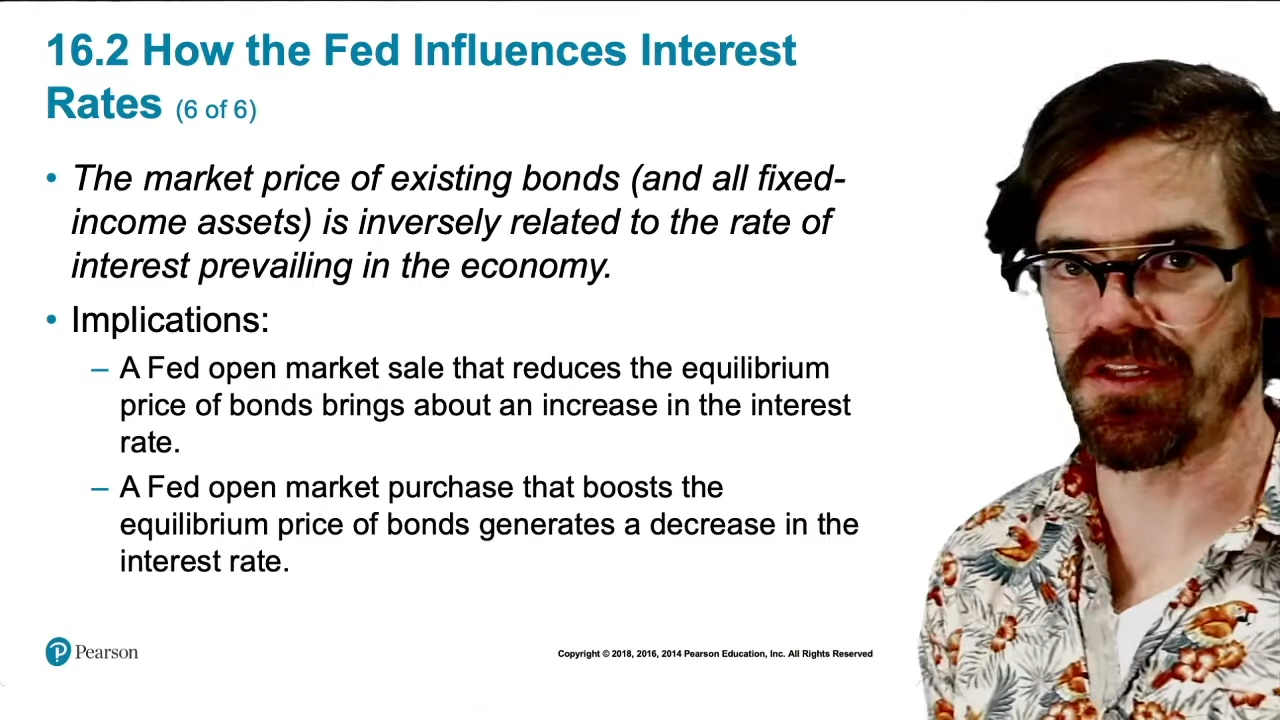 16.2 How the Fed Influences Interest
Rates (6 of 6)
• The market price of existing bonds (and all fixed-
income assets) is inversely related to the rate of
interest prevailing in the economy.
• Implications:
– A Fed open market sale that reduces the equilibrium
price of bonds brings about an increase in the interest
rate.
– A Fed open market purchase that boosts the
equilibrium price of bonds generates a decrease in the
interest rate.
P Pearson
Copyright © 2018, 2016, 2014 Pearson Education, Inc. All Rights Reserved